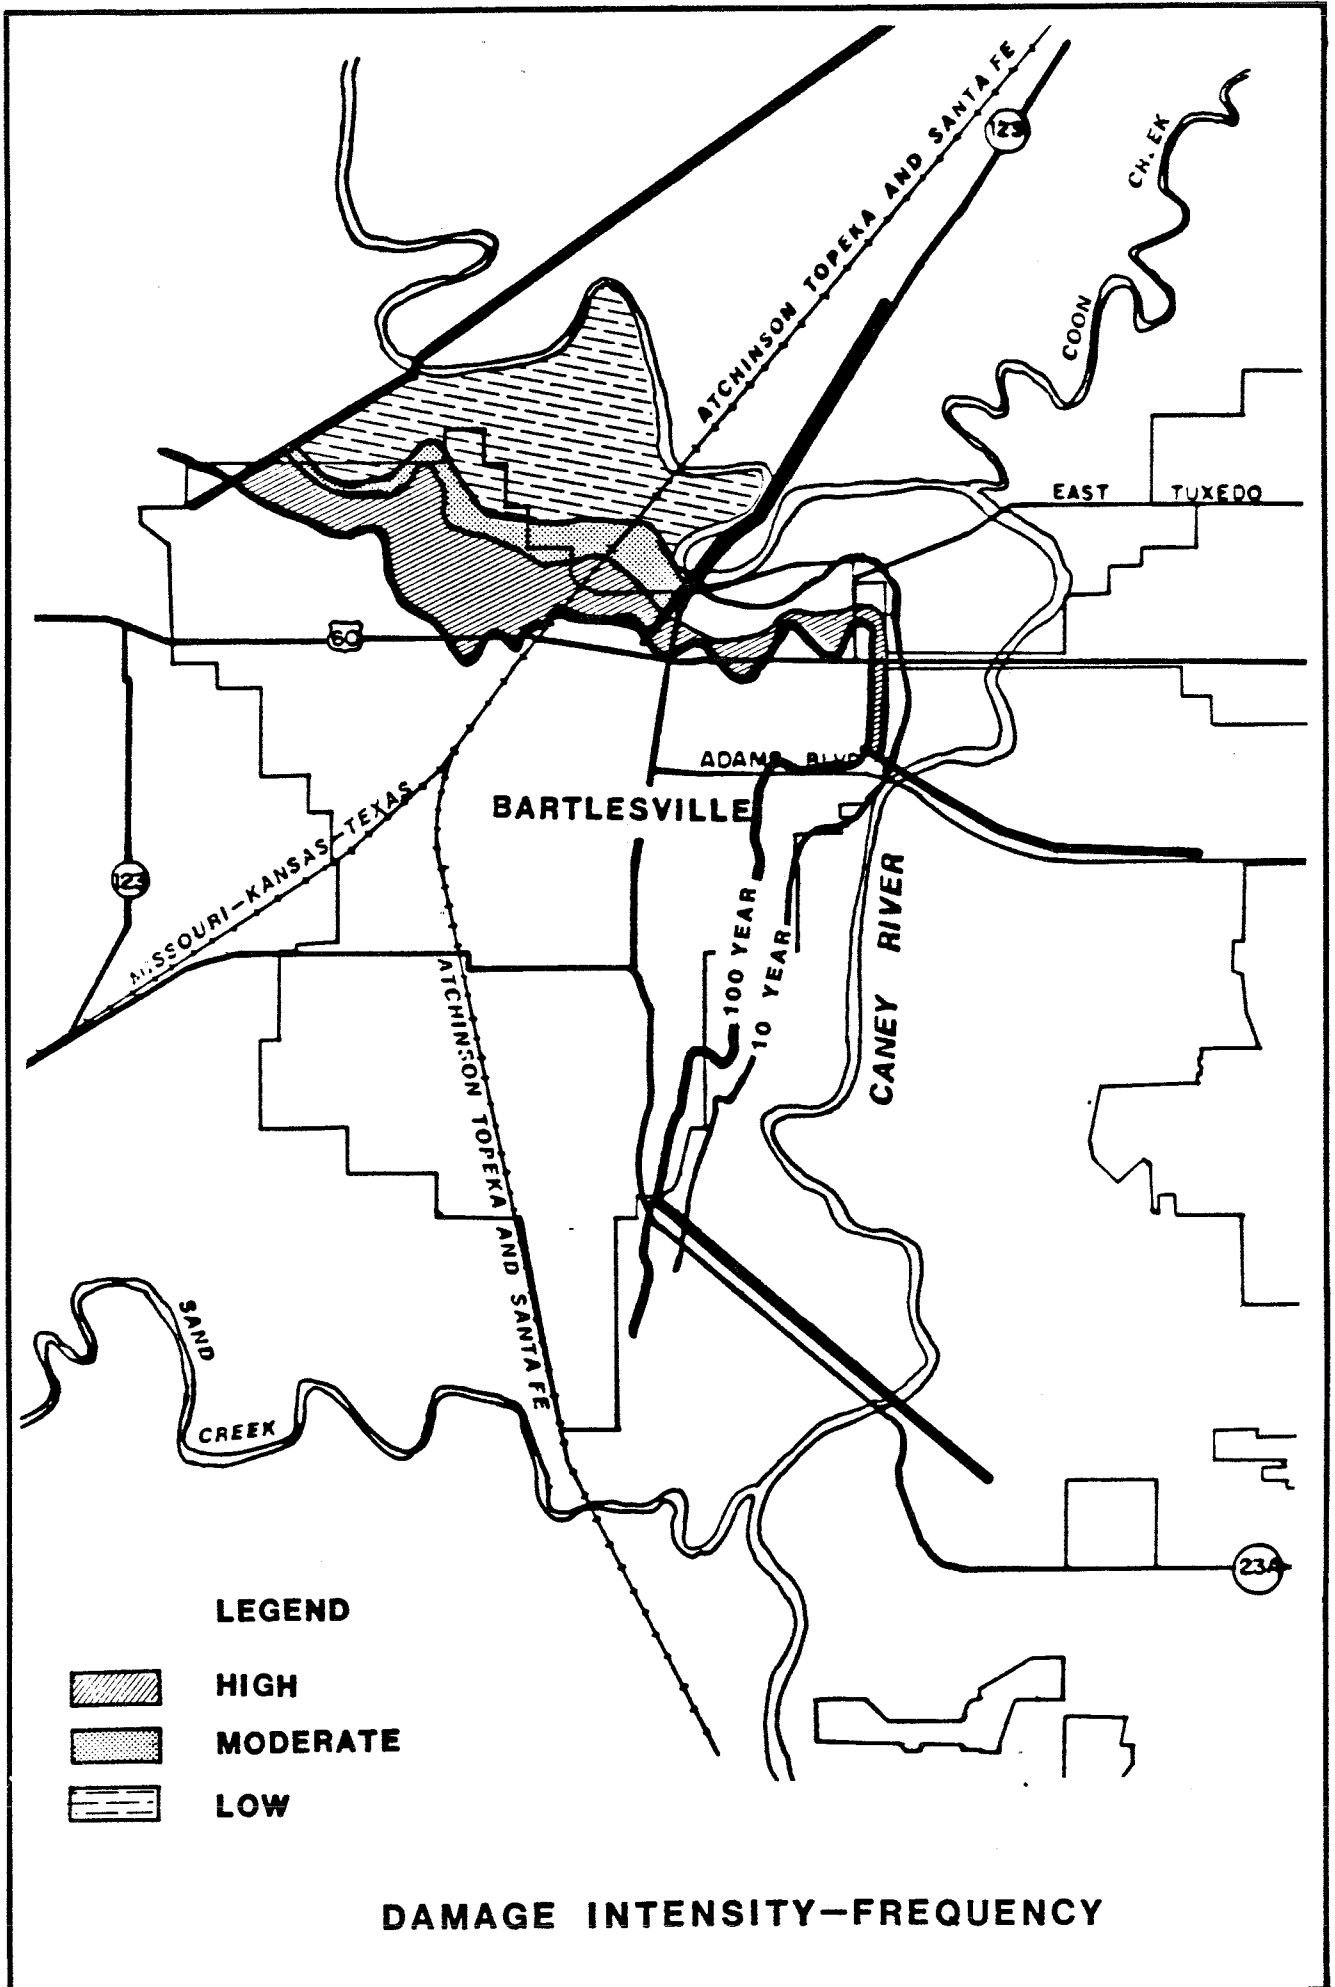 ATCHINSON TOPEKA AND SANTA FE
123
COON
EAST TUXEDO
60
ADAMS BLVD
BARTLESVILLE
123
MISSOURI-KANSAS-TEXAS
100 YEAR
10 YEAR
CANEY RIVER
ATCHINSON TOPEKA AND SANTA FE
SAND
CREEK
23A
LEGEND
HIGH
MODERATE
LOW
DAMAGE INTENSITY-FREQUENCY